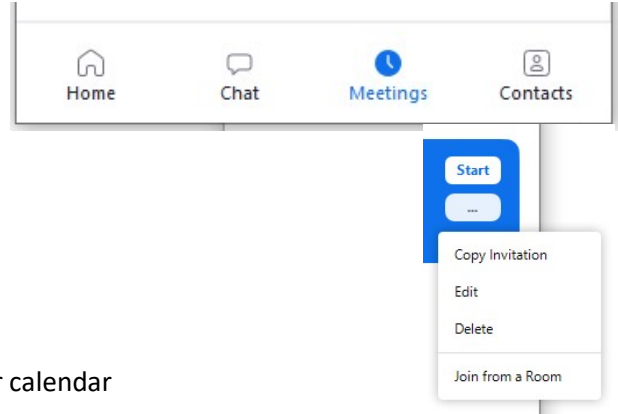 Home Chat Meetings Contacts
Start
...
Copy Invitation
Edit
Delete
Join from a Room
calendar